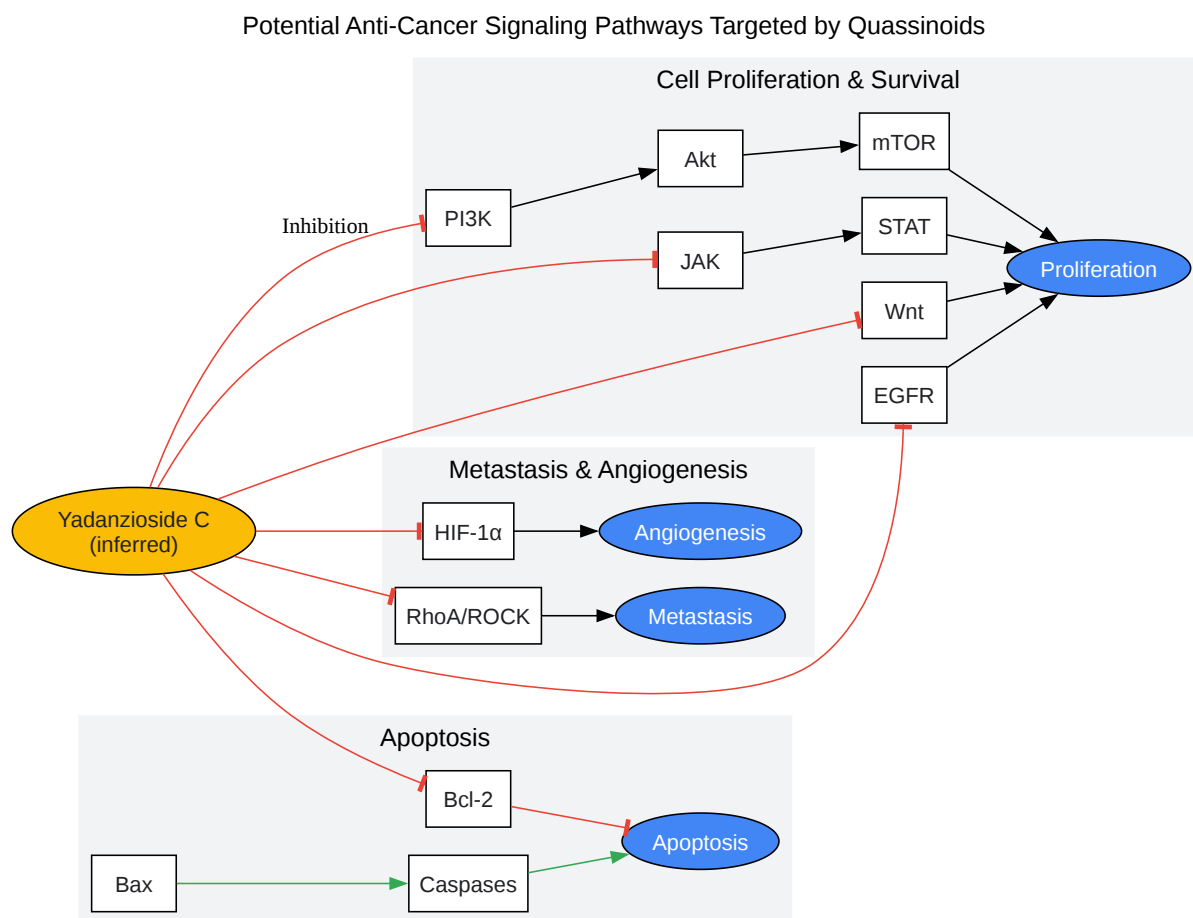 Potential Anti-Cancer Signaling Pathways Targeted by Quassinoids
Cell Proliferation & Survival
mTOR
Akt
PI3K
Inhibition
STAT
JAK
Proliferation
Wnt
EGFR
Metastasis & Angiogenesis
Yadanzioside C
(inferred)
HIF-1α
Angiogenesis
RhoA/ROCK
Metastasis
Apoptosis
Bcl-2
Apoptosis
Bax
Caspases